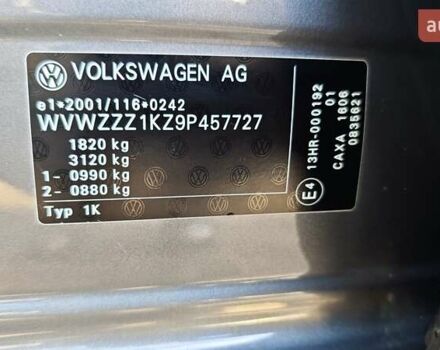 VOLKSWAGEN AG
e1*2001/116*0242
WVWZZZ1KZ9P457727
1820 kg
3120 kg
1- 0990 kg
2- 0880 kg
Typ 1K
E4
13HR-000192
01
CAXA 1606
0835621